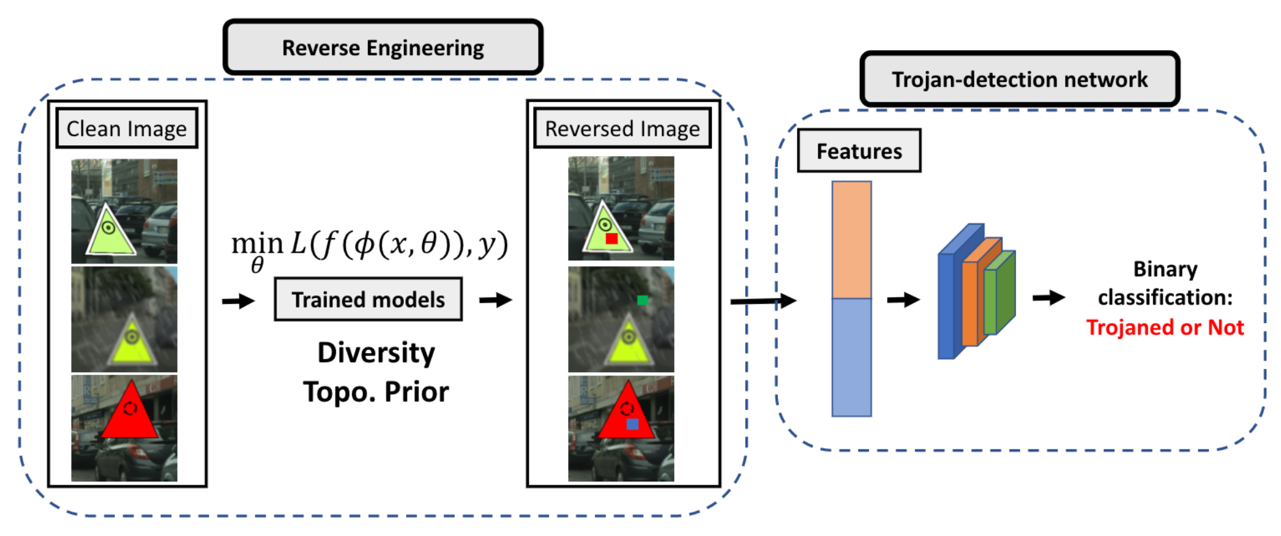 Reverse Engineering
Trojan-detection network
Clean Image
Reversed Image
Features
min L(f(ϕ(x, θ)), y)
θ
Trained models
Diversity
Topo. Prior
Binary
classification:
Trojaned or Not